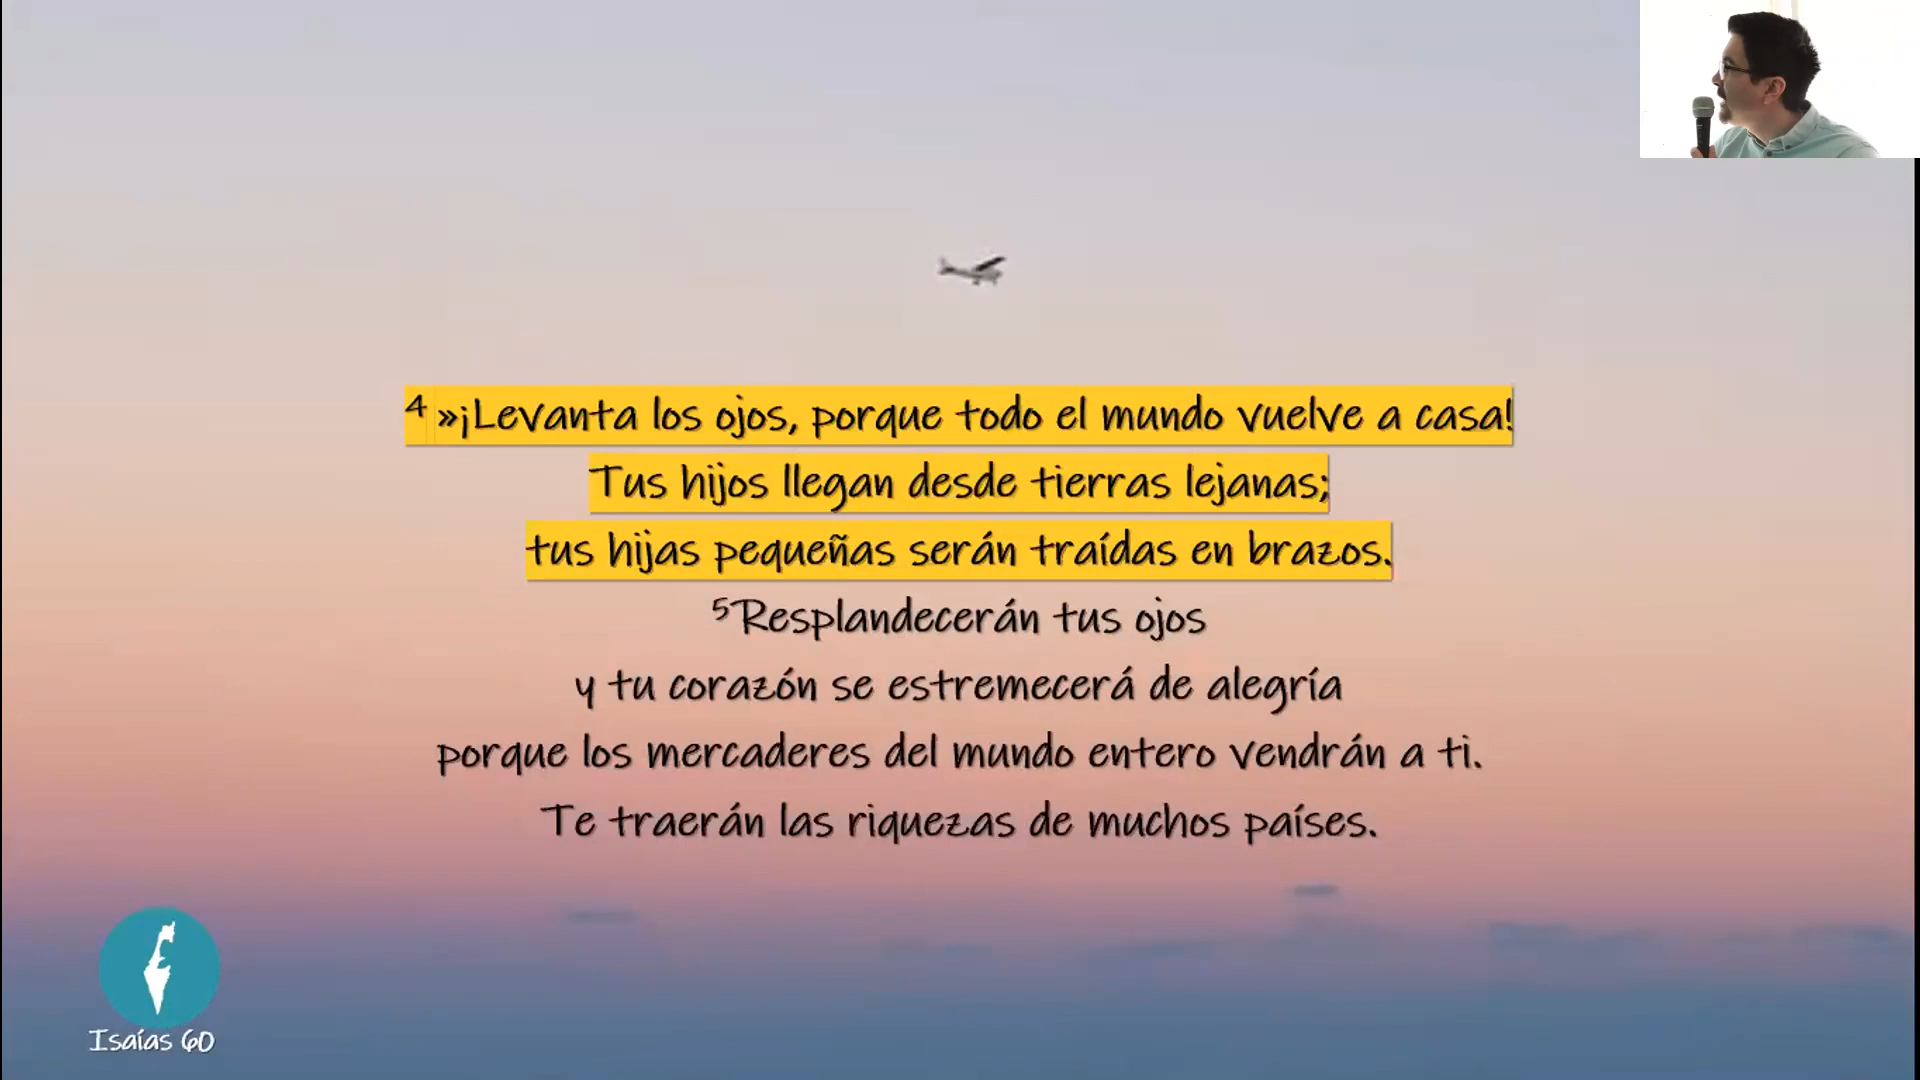 4 »¡Levanta los ojos, porque todo el mundo vuelve a casa!
Tus hijos llegan desde tierras lejanas;
tus hijas pequeñas serán traídas en brazos.
5 Resplandecerán tus ojos
y tu corazón se estremecerá de alegría
porque los mercaderes del mundo entero vendrán a ti.
Te traerán las riquezas de muchos países.
Isaías 60